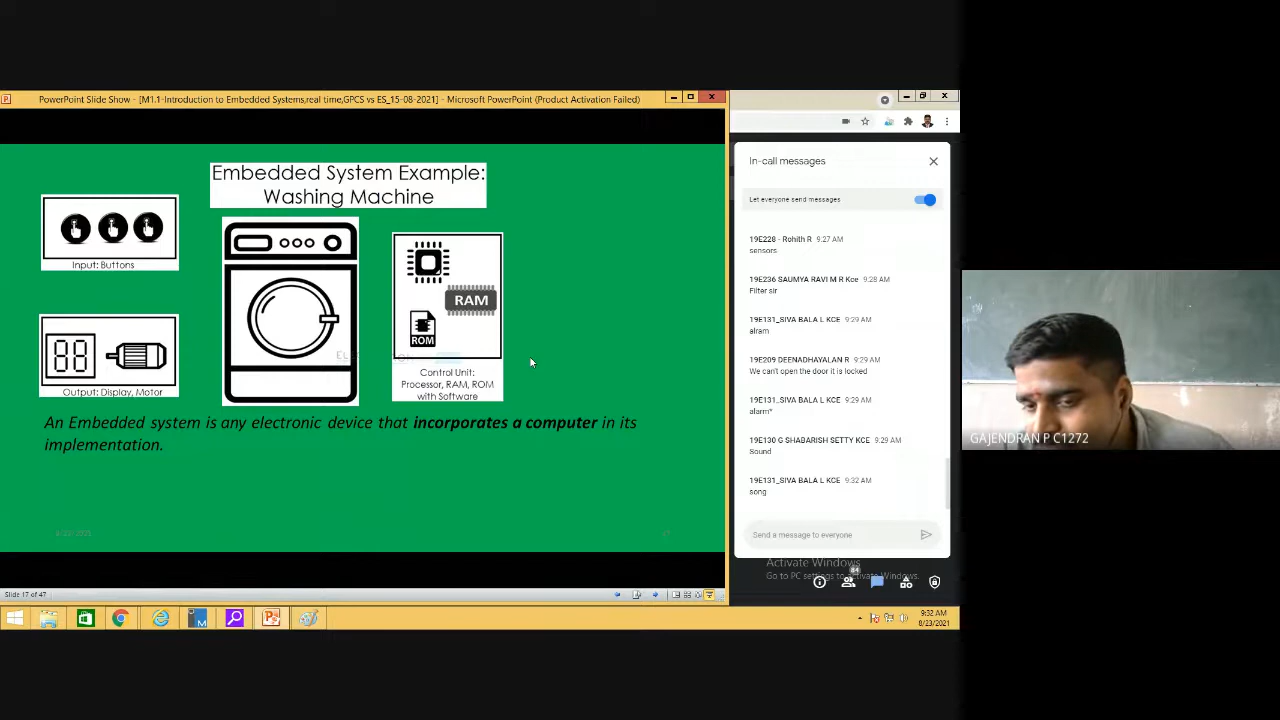 PowerPoint Slide Show - [M1.1-Introduction to Embedded Systems,real time,GPCS vs ES_15-08-2021] - Microsoft PowerPoint (Product Activation Failed)
Embedded System Example:
Washing Machine
Input: Buttons
RAM
ROM
Output: Display, Motor
Control Unit:
Processor, RAM, ROM
with Software
An Embedded system is any electronic device that incorporates a computer in its
implementation.
Slide 17 of 47
In-call messages
Let everyone send messages
19E228 - Rohith R 9:27 AM
sensors
19E236 SAUMYA RAVI M R Kce 9:28 AM
Filter sir
19E131_SIVA BALA L KCE 9:29 AM
alram
19E209 DEENADHAYALAN R 9:29 AM
We can't open the door it is locked
19E131_SIVA BALA L KCE 9:29 AM
alarm*
19E130 G SHABARISH SETTY KCE 9:29 AM
Sound
19E131_SIVA BALA L KCE 9:32 AM
song
Send a message to everyone
Activate Windows
Go to PC settings to activate Windows.
84
9:32 AM
8/23/2021
GAJENDRAN P C1272